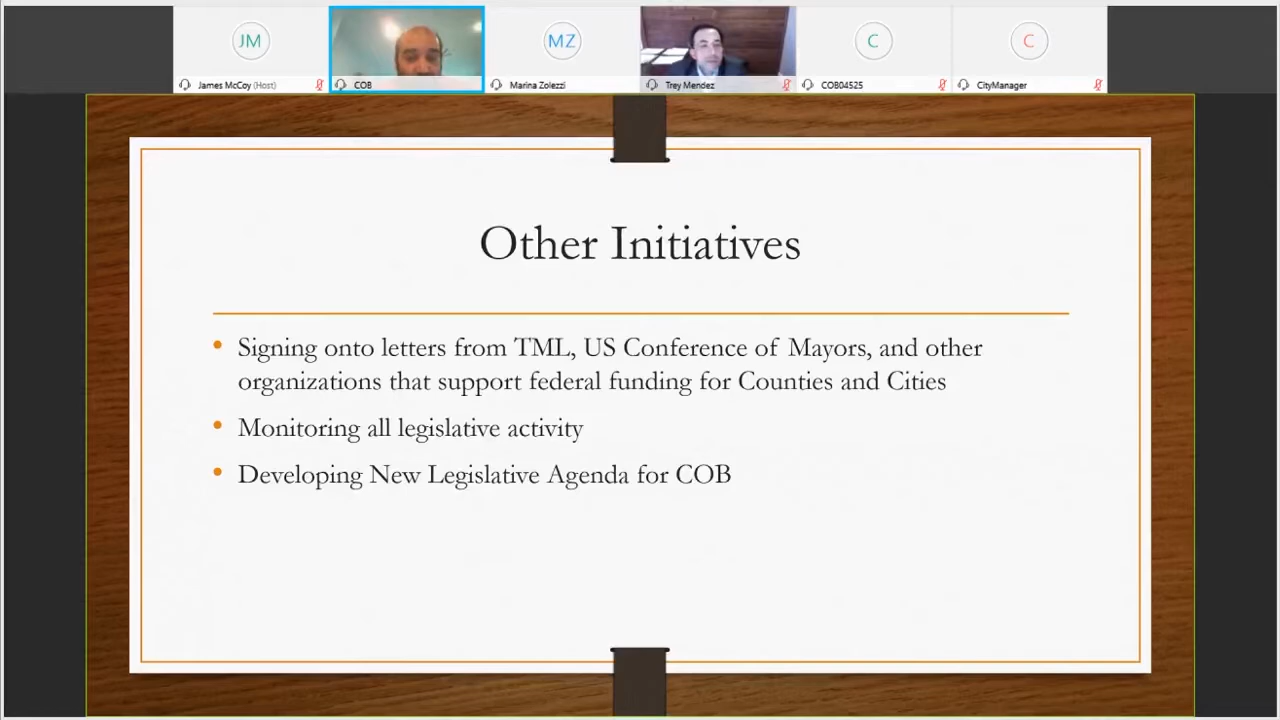 JM
MZ
C
C
James McCoy (Host)
COB
Marina Zolezzi
Trey Mendez
COB04525
CityManager
Other Initiatives
• Signing onto letters from TML, US Conference of Mayors, and other
organizations that support federal funding for Counties and Cities
• Monitoring all legislative activity
• Developing New Legislative Agenda for COB